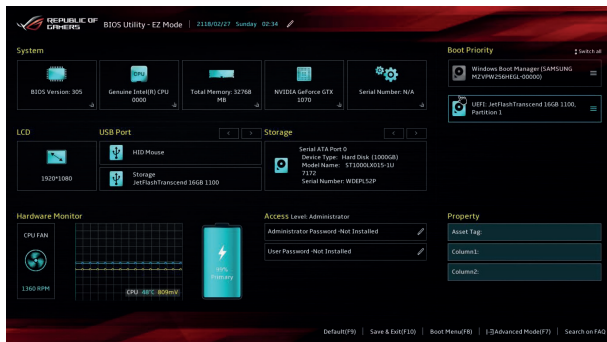 REPUBLIC OF
GAMERS
BIOS Utility - EZ Mode
2118/02/27 Sunday 02:34
System
Boot Priority
Switch all
BIOS Version: 305
CPU
Genuine Intel(R) CPU
0000
Total Memory: 32768
MB
NVIDIA GeForce GTX
1070
Serial Number: N/A
Windows Boot Manager (SAMSUNG
MZVPW256HEGL-00000)
UEFI: JetFlashTranscend 16GB 1100,
Partition 1
LCD
USB Port
Storage
1920*1080
HID Mouse
Storage
JetFlashTranscend 16GB 1100
Serial ATA Port 0
Device Type: Hard Disk (1000GB)
Model Name: ST1000LX015-1U
7172
Serial Number: WDEPLS2P
Hardware Monitor
CPU FAN
1360 RPM
CPU 48°C 809mV
Primary
Access Level: Administrator
Administrator Password -Not Installed
User Password -Not Installed
Property
Asset Tag:
Column1:
Column2:
Default(F9)
Save & Exit(F10)
Boot Menu(F8)
Advanced Mode(F7)
Search on FAQ